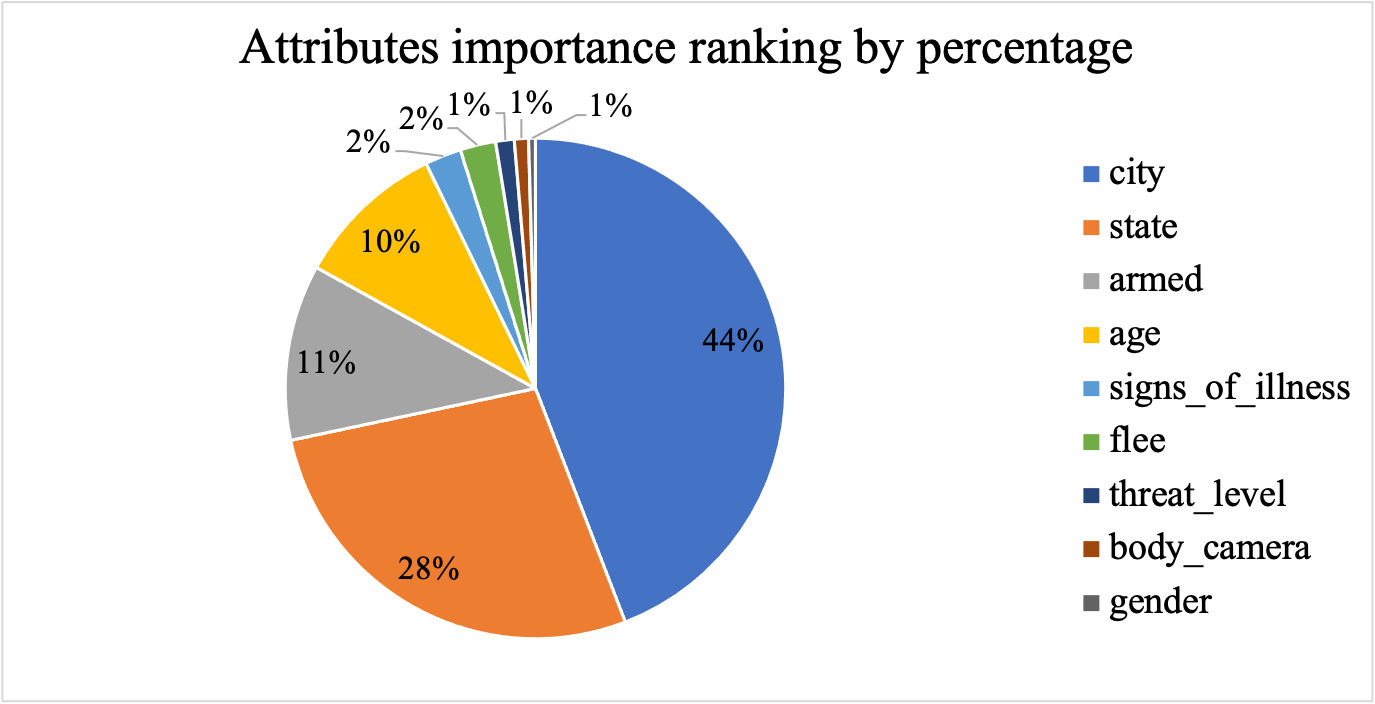 Attributes importance ranking by percentage
2%
2%
1%
1%
1%
10%
11%
28%
44%
city
state
armed
age
signs_of_illness
flee
threat_level
body_camera
gender